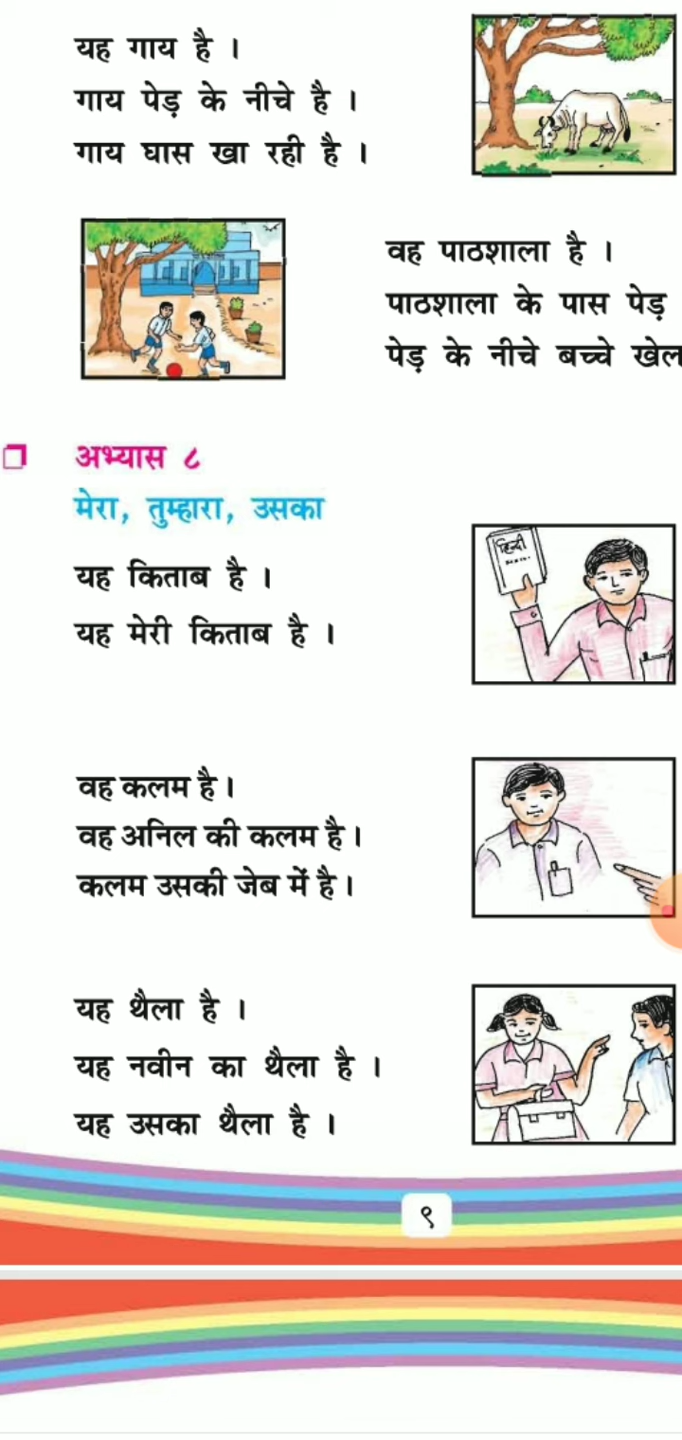 यह गाय है ।
गाय पेड़ के नीचे है ।
गाय घास खा रही है ।
वह पाठशाला है ।
पाठशाला के पास पेड़
पेड़ के नीचे बच्चे खेल
अभ्यास ८
मेरा, तुम्हारा, उसका
यह किताब है ।
हिन्दी
यह मेरी किताब है ।
वह कलम है ।
वह अनिल की कलम है ।
कलम उसकी जेब में है ।
यह थैला है ।
यह नवीन का थैला है ।
यह उसका थैला है ।
९